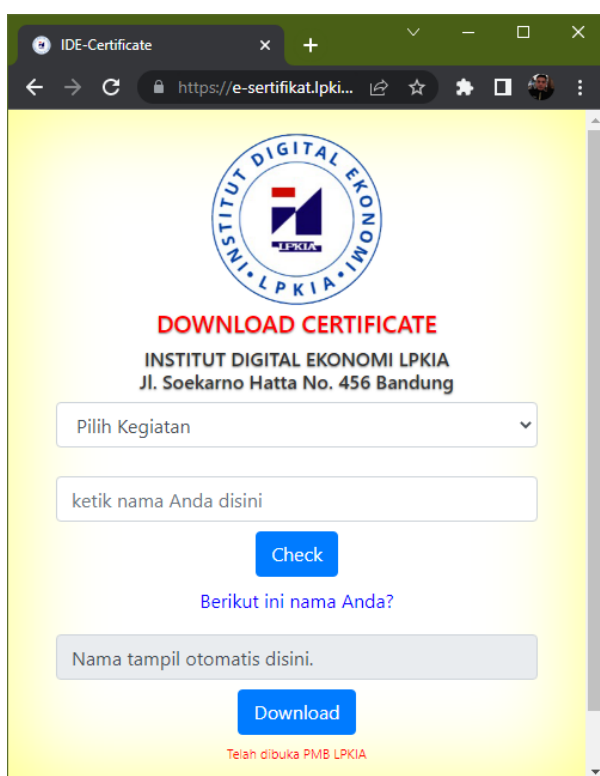 IDE-Certificate
https://e-sertifikat.lpki...
INSTITUT DIGITAL EKONOMI
LPKIA
LPKIA
DOWNLOAD CERTIFICATE
INSTITUT DIGITAL EKONOMI LPKIA
Jl. Soekarno Hatta No. 456 Bandung
Pilih Kegiatan
ketik nama Anda disini
Check
Berikut ini nama Anda?
Nama tampil otomatis disini.
Download
Telah dibuka PMB LPKIA